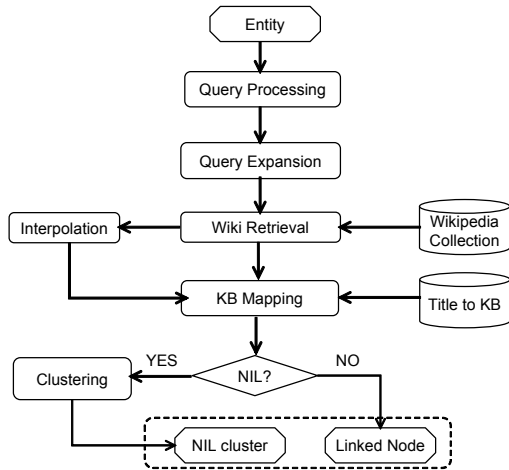 Entity
Query Processing
Query Expansion
Interpolation
Wiki Retrieval
Wikipedia
Collection
KB Mapping
Title to KB
YES
NIL?
NO
Clustering
NIL cluster
Linked Node